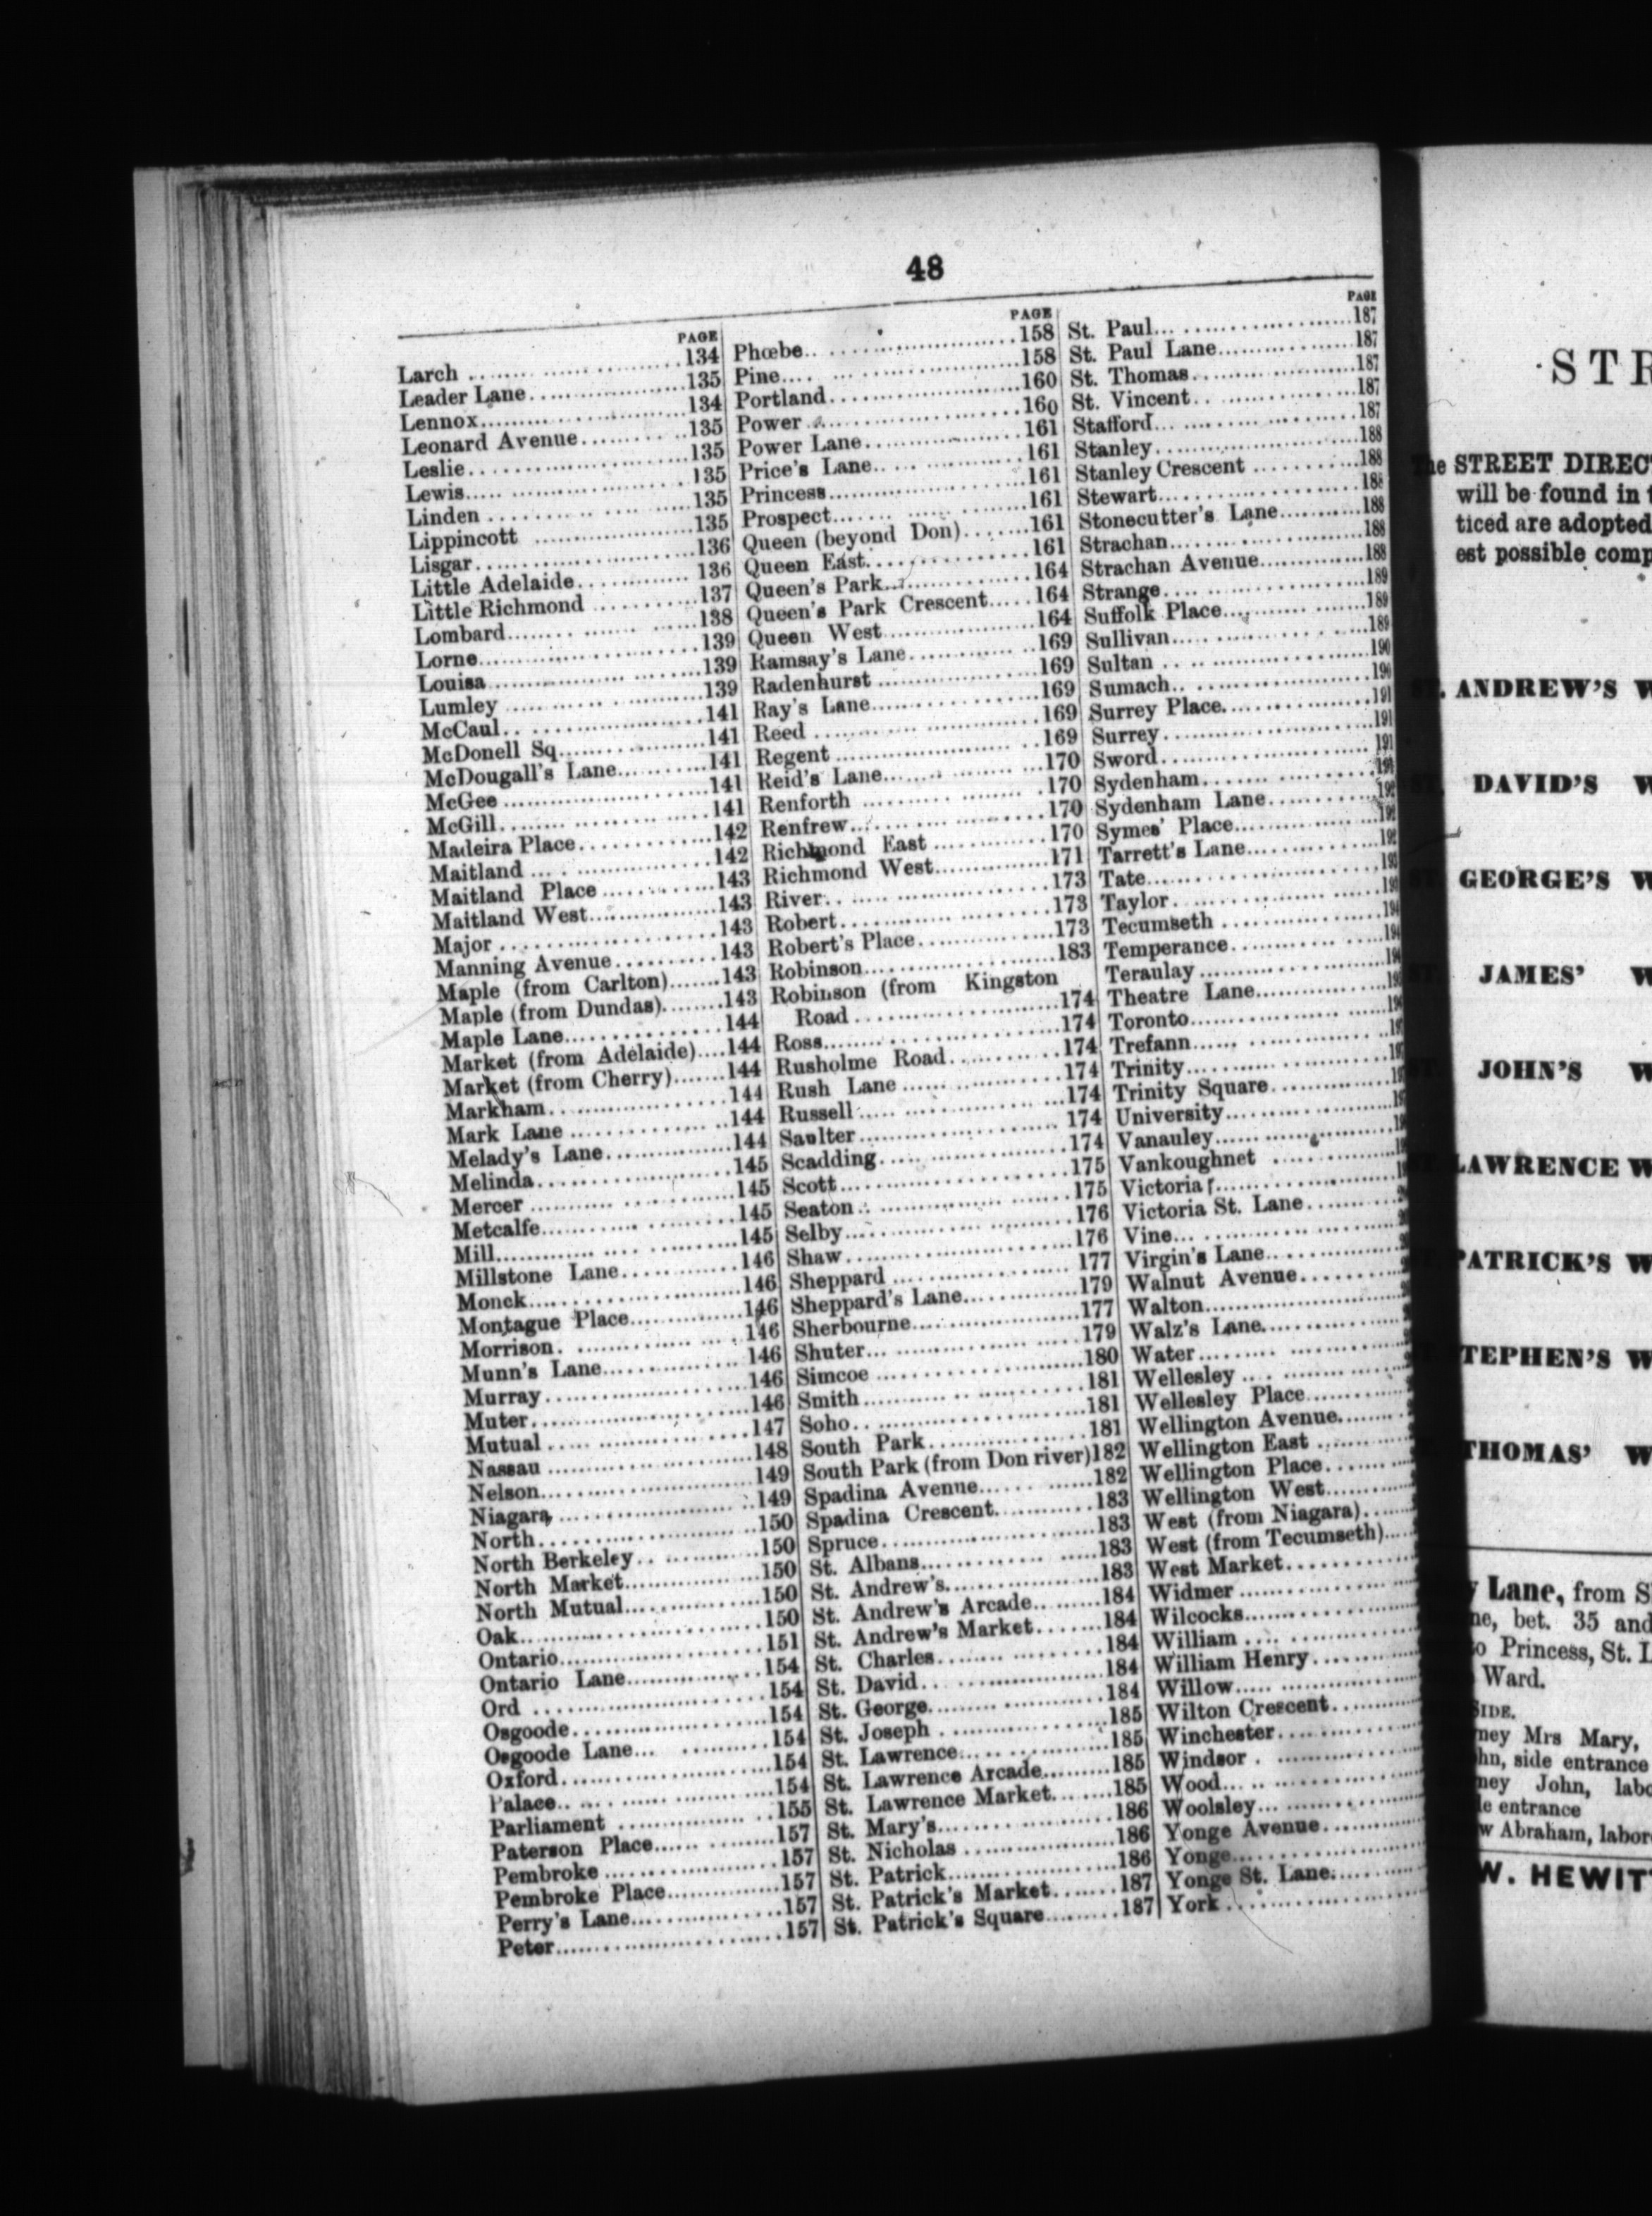 48
PAGE
Larch ........ 134
Leader Lane ........ 135
Lennox ........ 134
Leonard Avenue ........ 135
Leslie ........ 135
Lewis ........ 135
Linden ........ 135
Lippincott ........ 135
Lisgar ........ 136
Little Adelaide ........ 136
Little Richmond ........ 137
Lombard ........ 138
Lorne ........ 139
Louisa ........ 139
Lumley ........ 139
McCaul ........ 141
McDonell Sq ........ 141
McDougall's Lane ........ 141
McGee ........ 141
McGill ........ 141
Madeira Place ........ 142
Maitland ........ 142
Maitland Place ........ 143
Maitland West ........ 143
Major ........ 143
Manning Avenue ........ 143
Maple (from Carlton) ........ 143
Maple (from Dundas) ........ 143
Maple Lane ........ 144
Market (from Adelaide) ........ 144
Market (from Cherry) ........ 144
Markham ........ 144
Mark Lane ........ 144
Melady's Lane ........ 144
Melinda ........ 145
Mercer ........ 145
Metcalfe ........ 145
Mill ........ 145
Millstone Lane ........ 146
Monck ........ 146
Montague Place ........ 146
Morrison ........ 146
Munn's Lane ........ 146
Murray ........ 146
Muter ........ 146
Mutual ........ 147
Nassau ........ 148
Nelson ........ 149
Niagara ........ 149
North ........ 150
North Berkeley ........ 150
North Market ........ 150
North Mutual ........ 150
Oak ........ 150
Ontario ........ 151
Ontario Lane ........ 154
Ord ........ 154
Osgoode ........ 154
Osgoode Lane ........ 154
Oxford ........ 154
Palace ........ 154
Parliament ........ 155
Paterson Place ........ 157
Pembroke ........ 157
Pembroke Place ........ 157
Perry's Lane ........ 157
Peter ........ 157
PAGE
Phœbe ........ 158
Pine ........ 158
Portland ........ 160
Power ........ 160
Power Lane ........ 161
Price's Lane ........ 161
Princess ........ 161
Prospect ........ 161
Queen (beyond Don) ........ 161
Queen East ........ 161
Queen's Park ........ 164
Queen's Park Crescent ........ 164
Queen West ........ 164
Ramsay's Lane ........ 169
Radenhurst ........ 169
Ray's Lane ........ 169
Reed ........ 169
Regent ........ 169
Reid's Lane ........ 170
Renforth ........ 170
Renfrew ........ 170
Richmond East ........ 170
Richmond West ........ 171
River ........ 173
Robert ........ 173
Robert's Place ........ 173
Robinson ........ 183
Robinson (from Kingston
Road ........ 174
Ross ........ 174
Rusholme Road ........ 174
Rush Lane ........ 174
Russell ........ 174
Saulter ........ 174
Scadding ........ 174
Scott ........ 175
Seaton ........ 175
Selby ........ 176
Shaw ........ 176
Sheppard ........ 177
Sheppard's Lane ........ 179
Sherbourne ........ 177
Shuter ........ 179
Simcoe ........ 180
Smith ........ 181
Soho ........ 181
South Park ........ 181
South Park (from Don river) 182
Spadina Avenue ........ 182
Spadina Crescent ........ 183
Spruce ........ 183
St. Albans ........ 183
St. Andrew's ........ 183
St. Andrew's Arcade ........ 184
St. Andrew's Market ........ 184
St. Charles ........ 184
St. David ........ 184
St. George ........ 184
St. Joseph ........ 185
St. Lawrence ........ 185
St. Lawrence Arcade ........ 185
St. Lawrence Market ........ 185
St. Mary's ........ 186
St. Nicholas ........ 186
St. Patrick ........ 186
St. Patrick's Market ........ 187
St. Patrick's Square ........ 187
PAGE
St. Paul ........ 187
St. Paul Lane ........ 187
St. Thomas ........ 187
St. Vincent ........ 187
Stafford ........ 187
Stanley ........ 188
Stanley Crescent ........ 188
Stewart ........ 188
Stonecutter's Lane ........ 188
Strachan ........ 188
Strachan Avenue ........ 188
Strange ........ 189
Suffolk Place ........ 189
Sullivan ........ 189
Sultan ........ 190
Sumach ........ 190
Surrey Place ........ 191
Surrey ........ 191
Sword ........ 191
Sydenham ........
Sydenham Lane ........
Symes' Place ........
Tarrett's Lane ........
Tate ........
Taylor ........
Tecumseth ........
Temperance ........
Teraulay ........
Theatre Lane ........
Toronto ........
Trefann ........
Trinity ........
Trinity Square ........
University ........
Vanauley ........
Vankoughnet ........
Victoria ........
Victoria St. Lane ........
Vine ........
Virgin's Lane ........
Walnut Avenue ........
Walton ........
Walz's Lane ........
Water ........
Wellesley ........
Wellesley Place ........
Wellington Avenue ........
Wellington East ........
Wellington Place ........
Wellington West ........
West (from Niagara) ........
West (from Tecumseth) ........
West Market ........
Widmer ........
Wilcocks ........
William ........
William Henry ........
Willow ........
Wilton Crescent ........
Winchester ........
Windsor ........
Wood ........
Woolsley ........
Yonge Avenue ........
Yonge ........
Yonge St. Lane ........
York ........
STR
STREET DIREC
will be found in
ticed are adopted
est possible comp
ANDREW'S W
DAVID'S W
GEORGE'S W
JAMES' W
JOHN'S W
LAWRENCE W
PATRICK'S W
TEPHEN'S W
THOMAS' W
Lane, from S
bet. 35 and
Princess, St. L
Ward.
SIDE.
ney Mrs Mary,
hn, side entrance
ney John, labo
entrance
w Abraham, labor
W. HEWIT